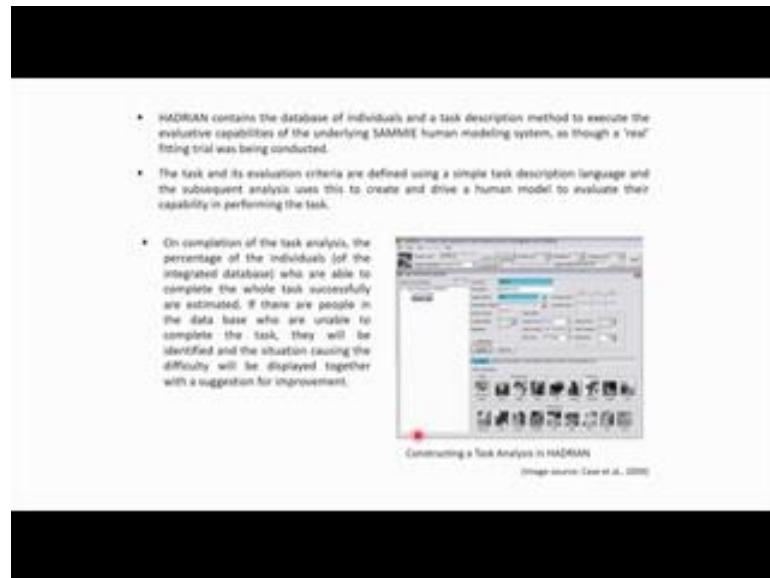 HADRIAN contains the database of individuals and a task description method to execute the
evaluative capabilities of the underlying SAMMIE human modeling system, as though a 'real'
fitting trial was being conducted.
The task and its evaluation criteria are defined using a simple task description language and
the subsequent analysis uses this to create and drive a human model to evaluate their
capability in performing the task.
On completion of the task analysis, the
percentage of the individuals (of the
integrated database) who are able to
complete the whole task successfully
are estimated. If there are people in
the data base who are unable to
complete the task, they will be
identified and the situation causing the
difficulty will be displayed together
with a suggestion for improvement.
Constructing a Task Analysis in HADRIAN
(Image source: Case et al., 2009)